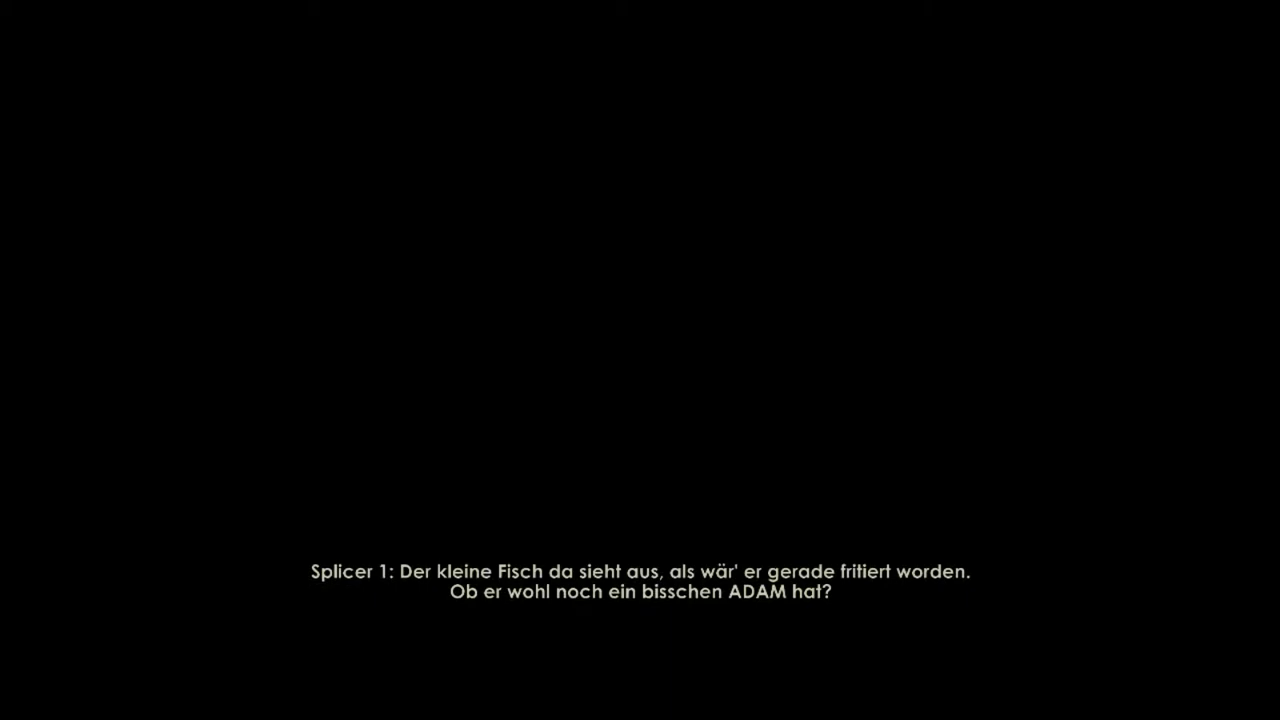 Splicer 1: Der kleine Fisch da sieht aus, als wär' er gerade fritiert worden.
Ob er wohl noch ein bisschen ADAM hat?